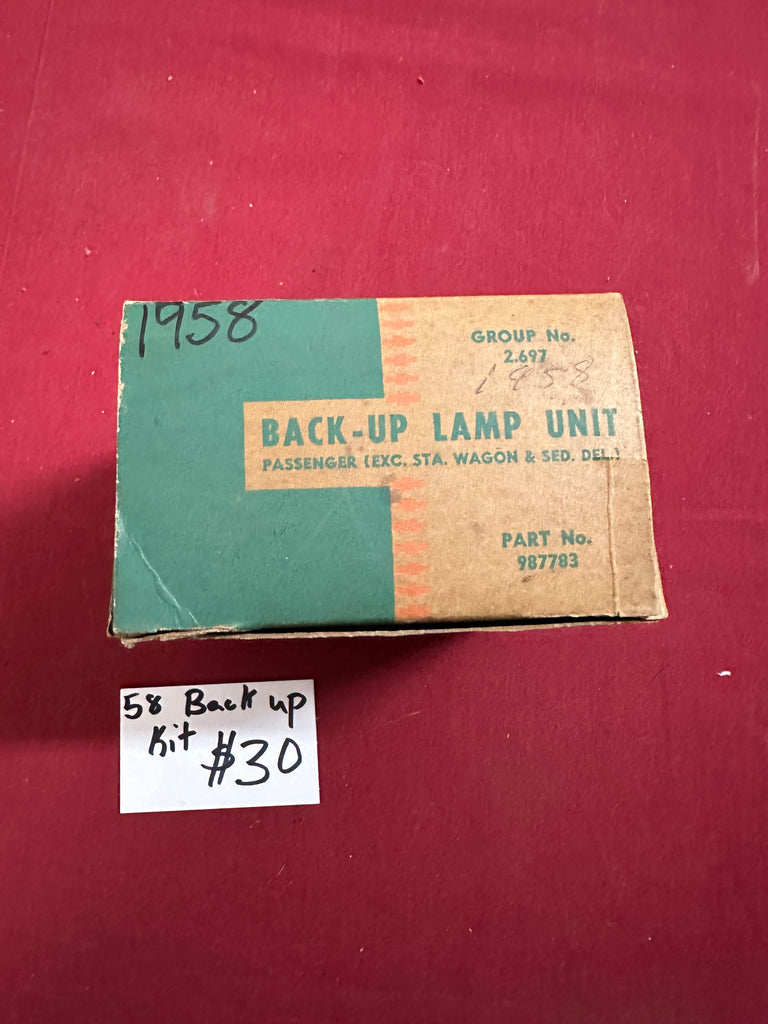 1958
GROUP No.
2.697
1958
BACK-UP LAMP UNIT
PASSENGER (EXC. STA. WAGON & SED. DEL.)
PART No.
987783
58 Back up
Kit $30